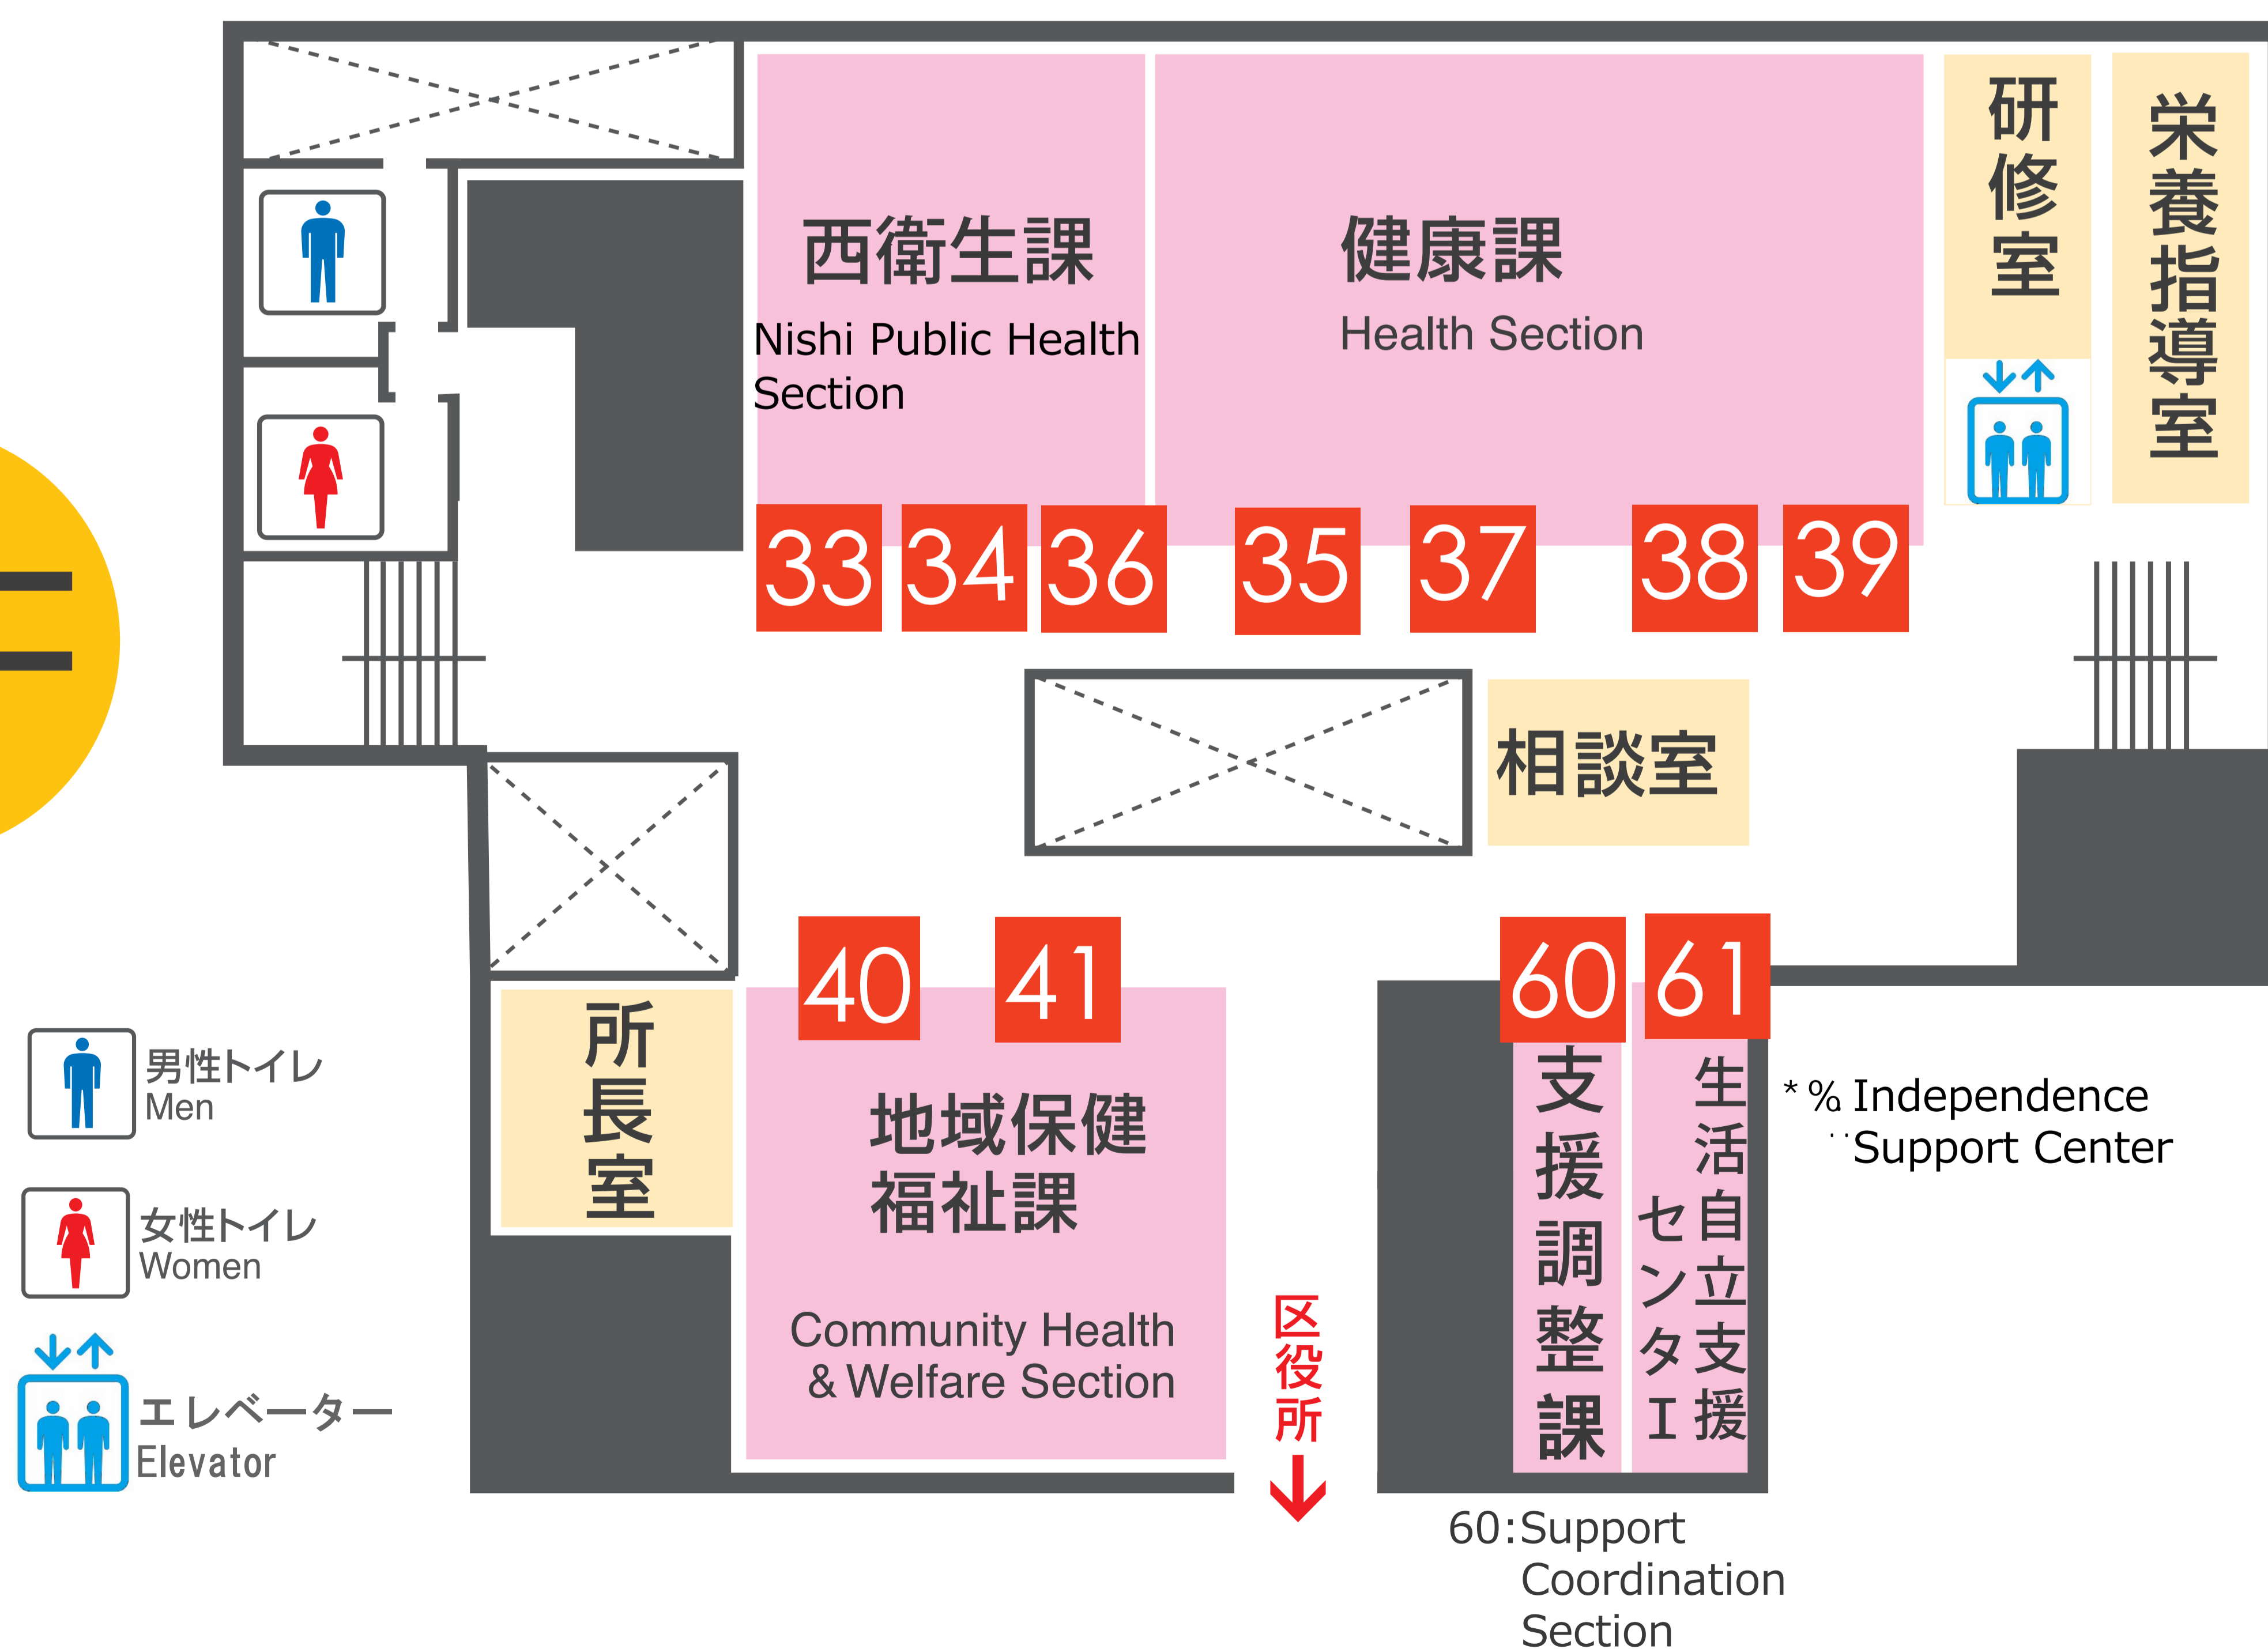 西衛生課
Nishi Public Health
Section
健康課
Health Section
研修室
栄養指導室
33
34
36
35
37
38
39
相談室
40
41
60
61
所長室
地域保健
福祉課
Community Health
& Welfare Section
区役所
支援調整課
生活自立支援
センターI
*% Independence
Support Center
60:Support
Coordination
Section
男性トイレ
Men
女性トイレ
Women
エレベーター
Elevator